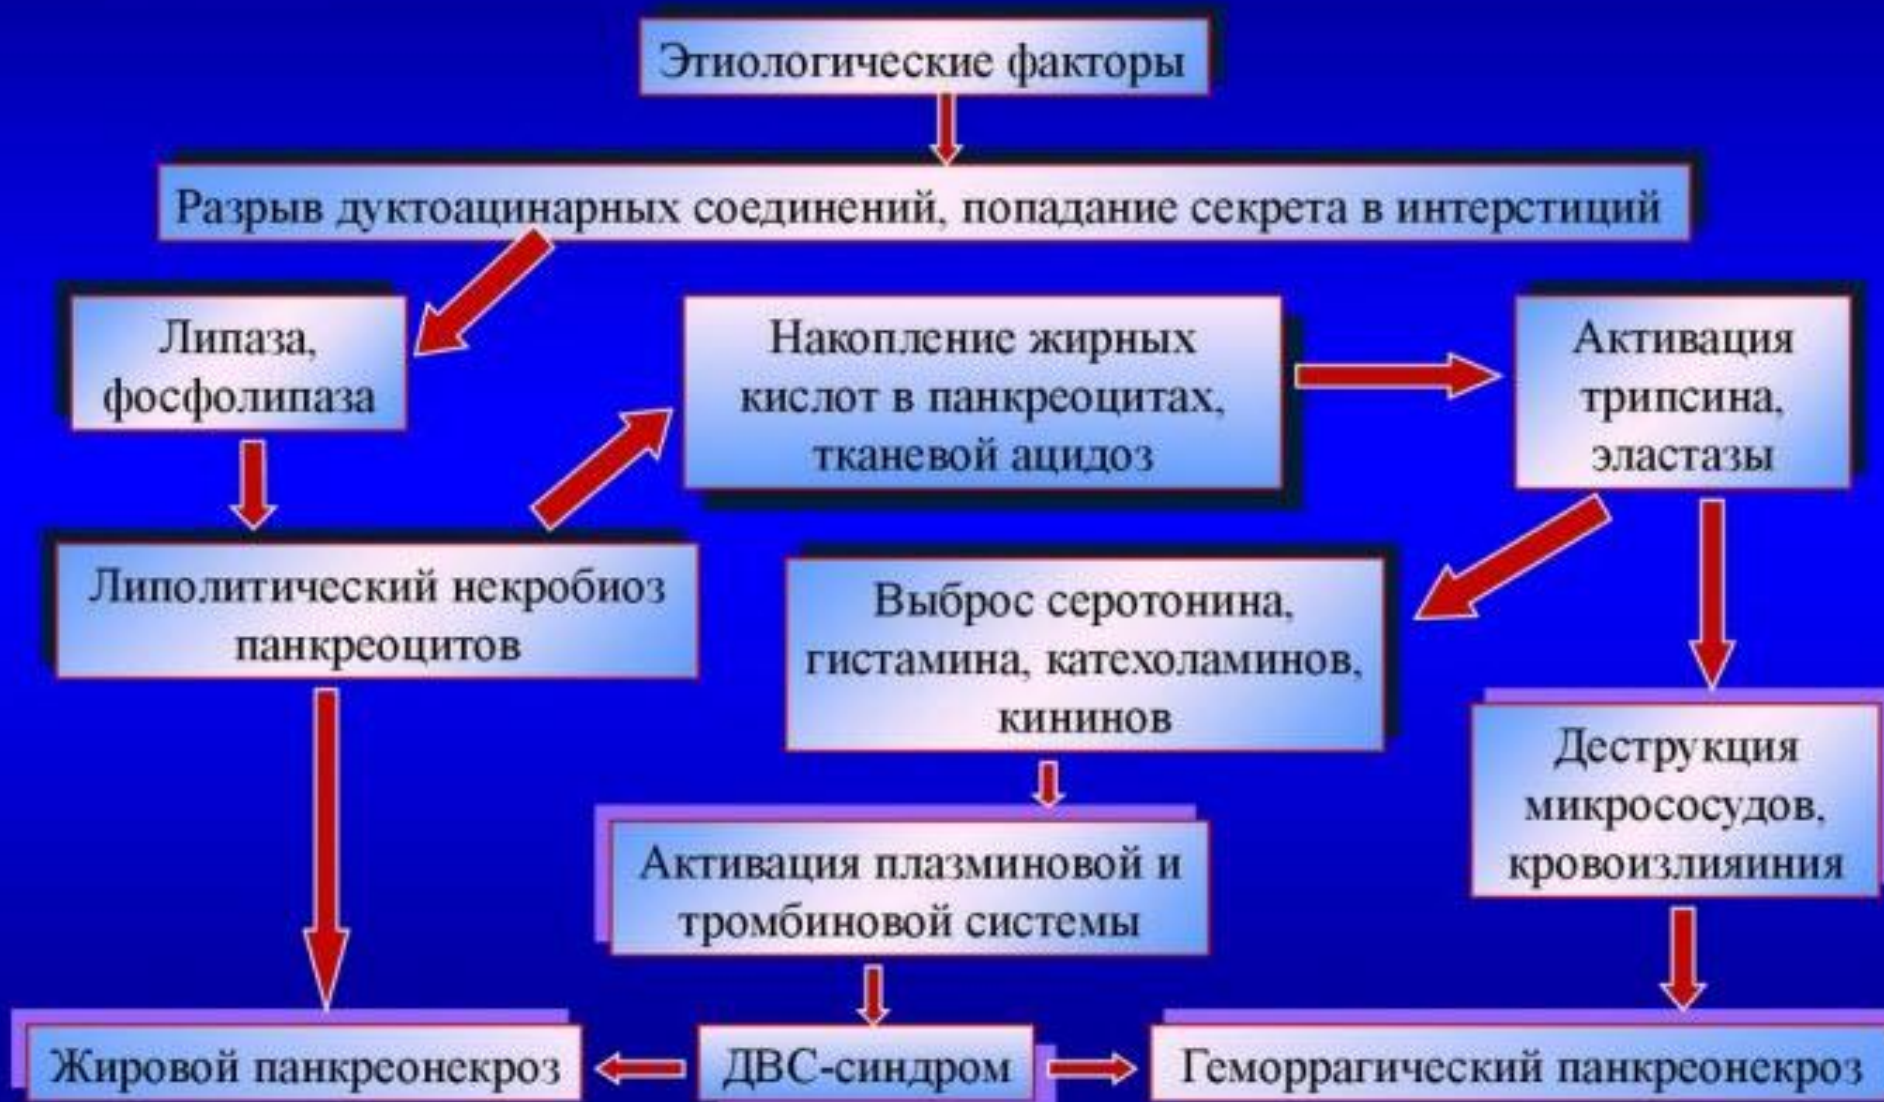 Этиологические факторы
Разрыв дуктоацинарных соединений, попадание секрета в интерстиций
Липаза,
фосфолипаза
Накопление жирных
кислот в панкреоцитах,
тканевой ацидоз
Активация
трипсина,
эластазы
Липолитический некробиоз
панкреоцитов
Выброс серотонина,
гистамина, катехоламинов,
кининов
Деструкция
микрососудов,
кровоизлияиния
Активация плазминовой и
тромбиновой системы
Жировой панкреонекроз
ДВС-синдром
Геморрагический панкреонекроз